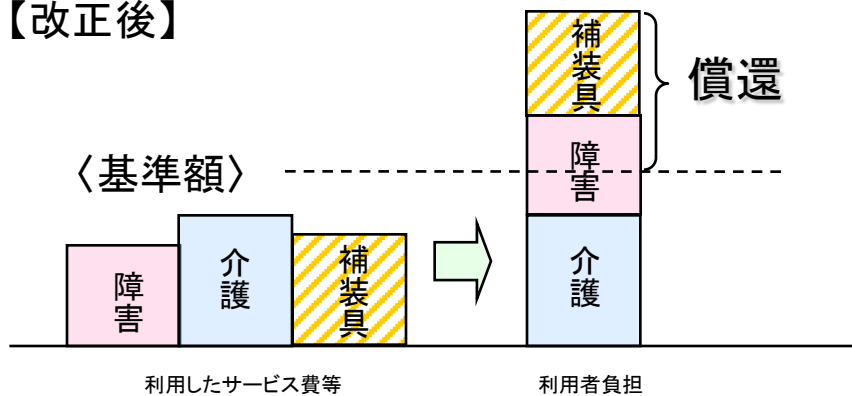 【改正後】
補装具
償還
障害
〈基準額〉
障害
介護
補装具
介護
利用したサービス費等
利用者負担